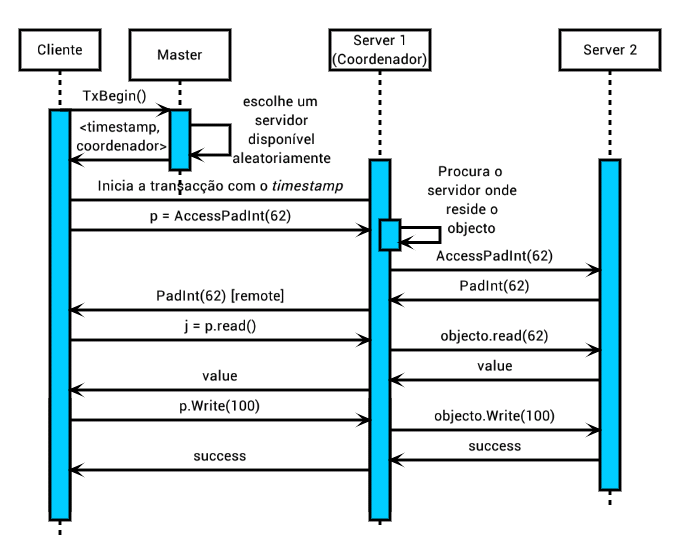 Cliente
Master
Server 1
(Coordenador)
Server 2
TxBegin()
escolhe um
servidor
disponível
aleatoriamente
<timestamp,
coordenador>
Procura o
servidor onde
reside o
objecto
Inicia a transacção com o timestamp
p = AccessPadInt(62)
AccessPadInt(62)
PadInt(62)
PadInt(62) [remote]
j = p.read()
objecto.read(62)
value
value
p.Write(100)
objecto.Write(100)
success
success